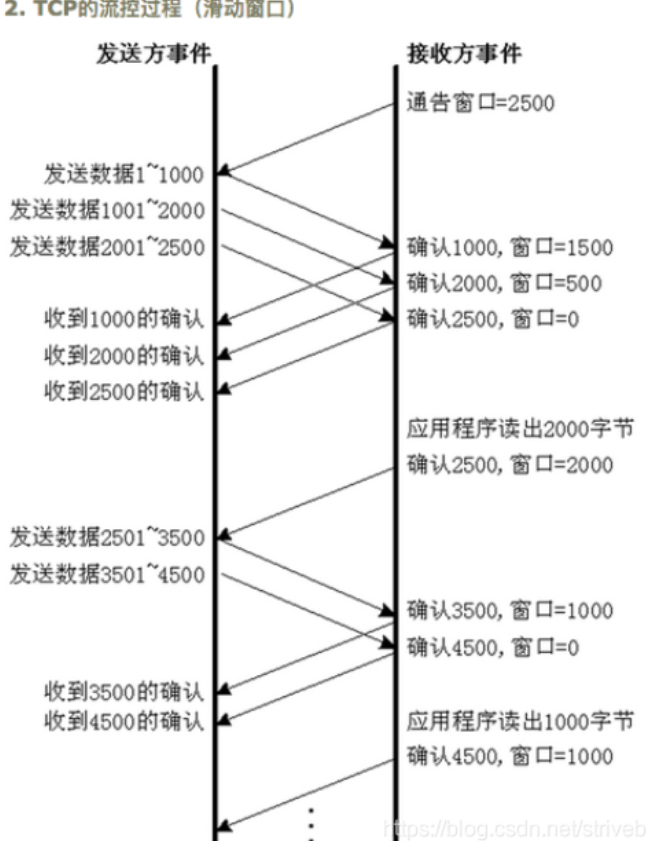 2. TCP的流控过程（滑动窗口）
发送方事件
接收方事件
通告窗口=2500
发送数据1~1000
发送数据1001~2000
发送数据2001~2500
确认1000, 窗口=1500
确认2000, 窗口=500
确认2500, 窗口=0
收到1000的确认
收到2000的确认
收到2500的确认
应用程序读出2000字节
确认2500, 窗口=2000
发送数据2501~3500
发送数据3501~4500
确认3500, 窗口=1000
确认4500, 窗口=0
收到3500的确认
收到4500的确认
应用程序读出1000字节
确认4500, 窗口=1000
https://blog.csdn.net/striveb